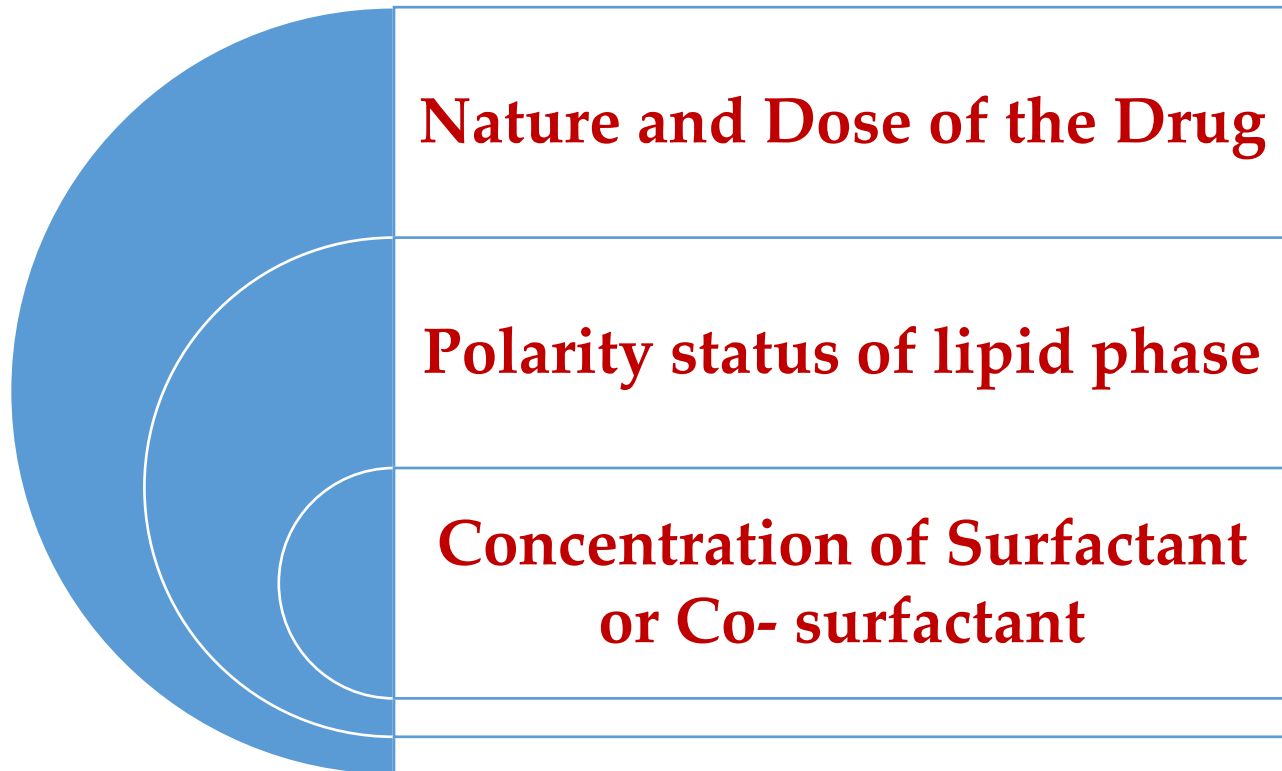 Nature and Dose of the Drug
Polarity status of lipid phase
Concentration of Surfactant
or Co- surfactant